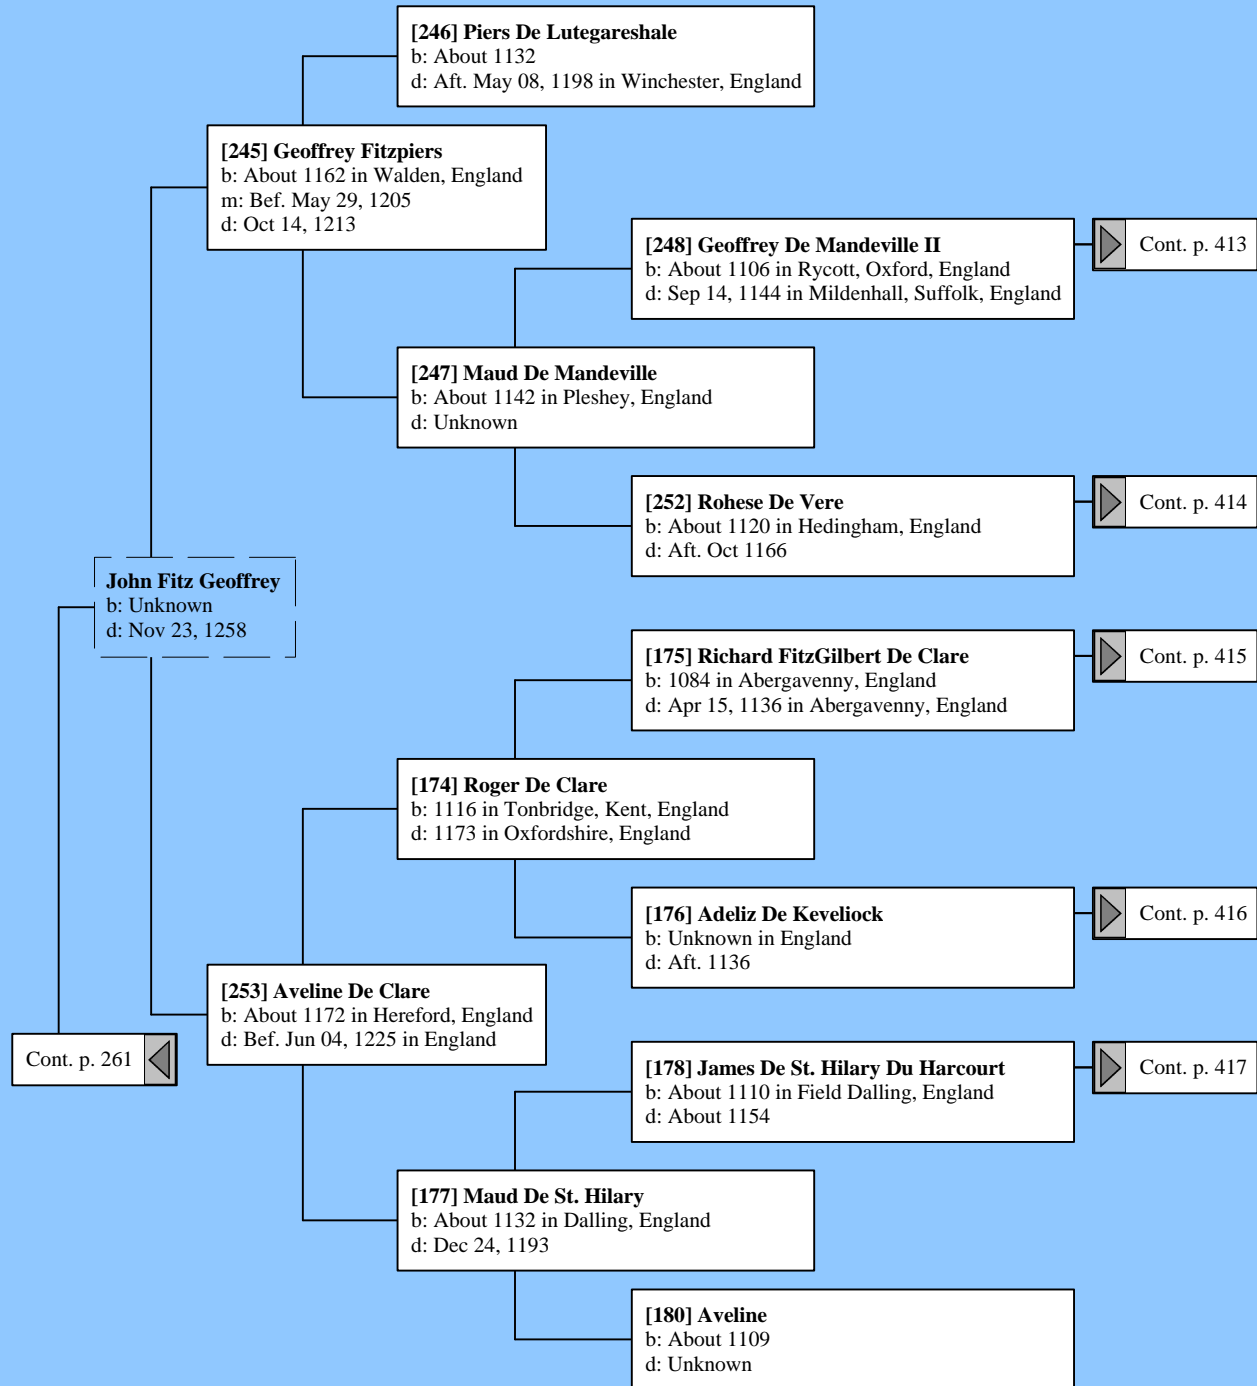 [246] Piers De Lutegareshale
b: About 1132
d: Aft. May 08, 1198 in Winchester, England
[245] Geoffrey Fitzpiers
b: About 1162 in Walden, England
m: Bef. May 29, 1205
d: Oct 14, 1213
[248] Geoffrey De Mandeville II
b: About 1106 in Rycott, Oxford, England
d: Sep 14, 1144 in Mildenhall, Suffolk, England
Cont. p. 413
[247] Maud De Mandeville
b: About 1142 in Pleshey, England
d: Unknown
[252] Rohese De Vere
b: About 1120 in Hedingham, England
d: Aft. Oct 1166
Cont. p. 414
John Fitz Geoffrey
b: Unknown
d: Nov 23, 1258
[175] Richard FitzGilbert De Clare
b: 1084 in Abergavenny, England
d: Apr 15, 1136 in Abergavenny, England
Cont. p. 415
[174] Roger De Clare
b: 1116 in Tonbridge, Kent, England
d: 1173 in Oxfordshire, England
[176] Adeliz De Keveliock
b: Unknown in England
d: Aft. 1136
Cont. p. 416
[253] Aveline De Clare
b: About 1172 in Hereford, England
d: Bef. Jun 04, 1225 in England
Cont. p. 261
[178] James De St. Hilary Du Harcourt
b: About 1110 in Field Dalling, England
d: About 1154
Cont. p. 417
[177] Maud De St. Hilary
b: About 1132 in Dalling, England
d: Dec 24, 1193
[180] Aveline
b: About 1109
d: Unknown